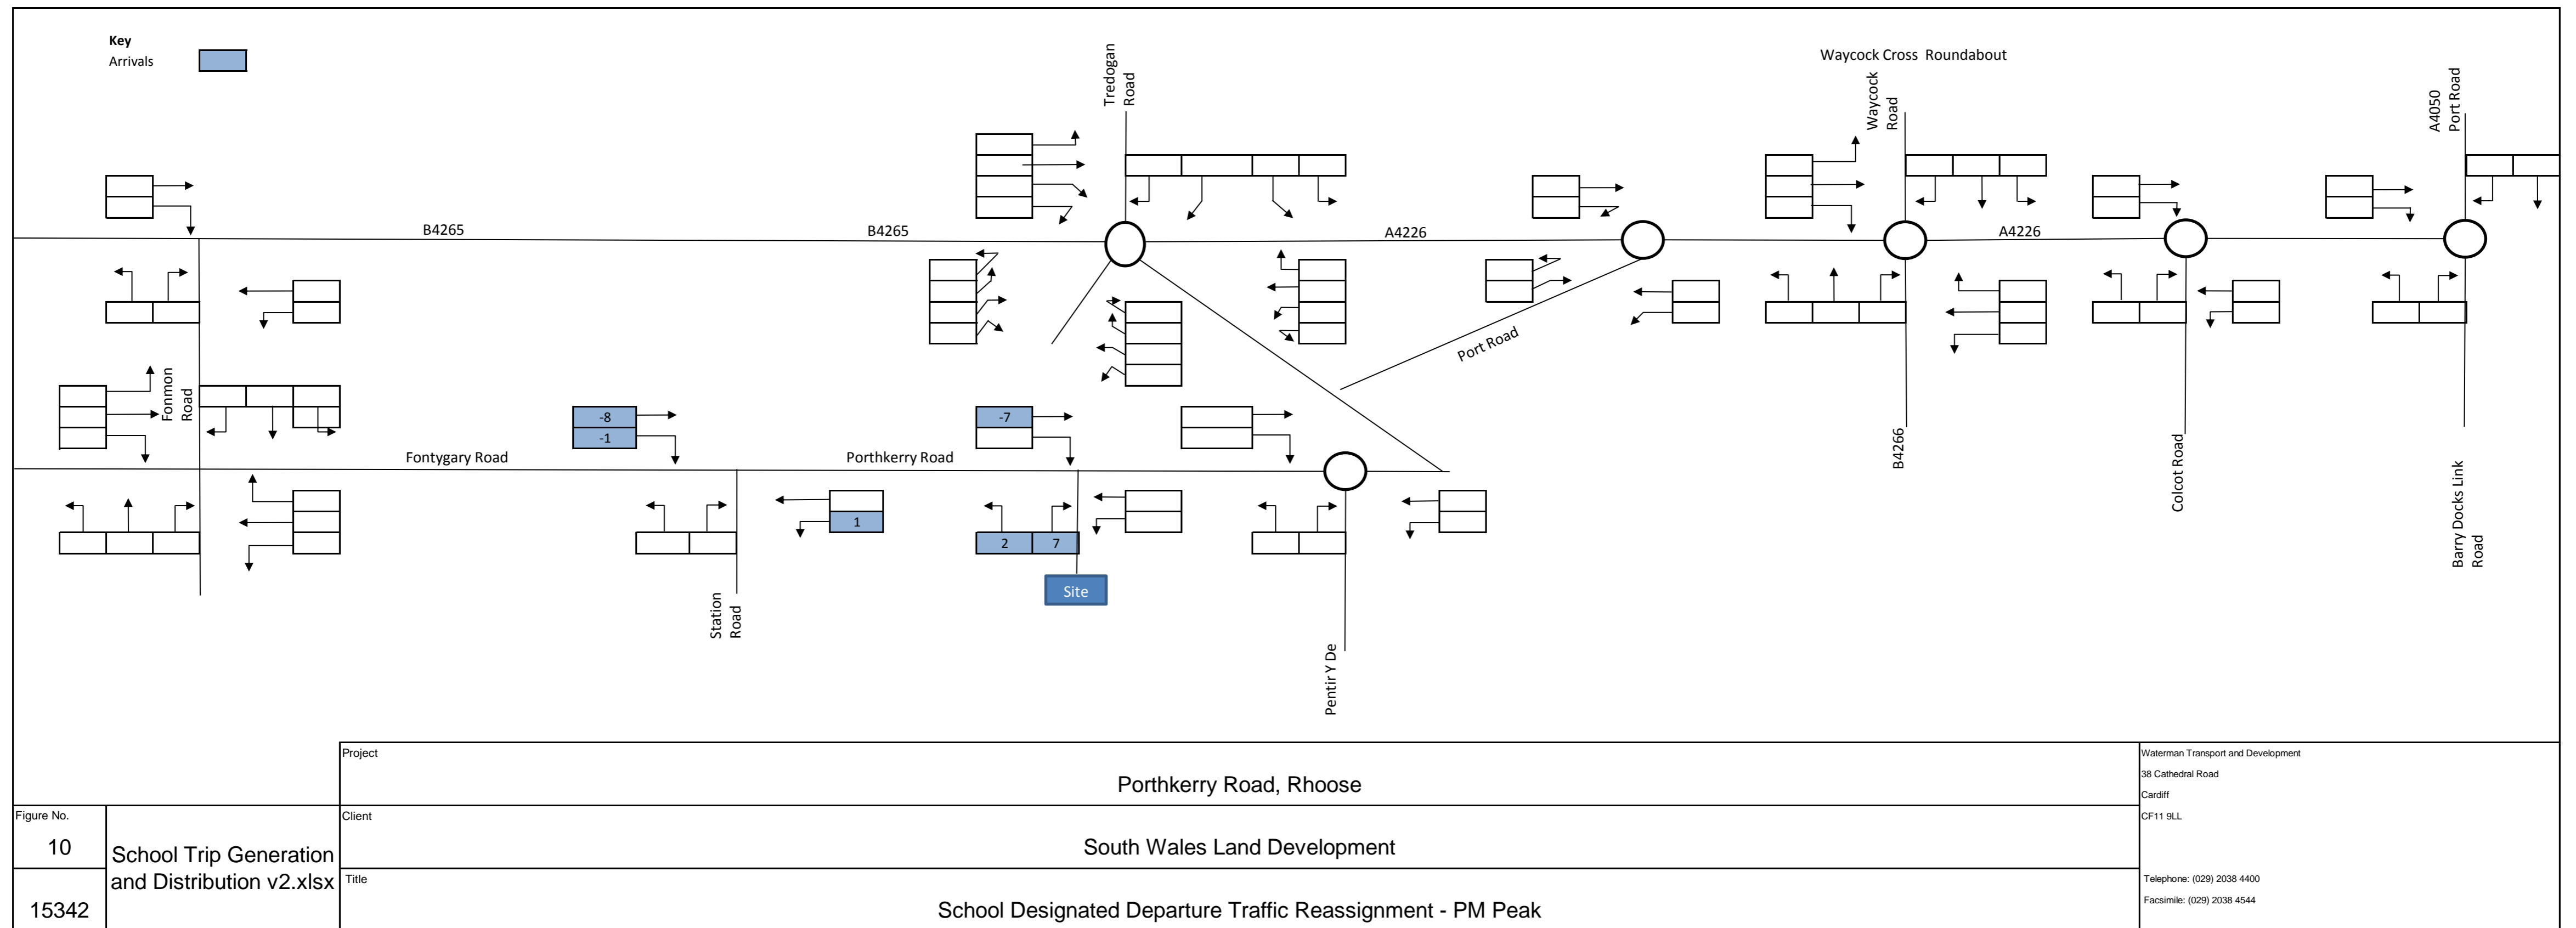 Key
Arrivals
Tredogan
Road
Waycock Cross  Roundabout
Waycock
Road
A4050
Port Road
B4265
B4265
A4226
A4226
Port Road
Fonmon
Road
-8
-1
-7
Fontygary Road
Porthkerry Road
B4266
Colcot Road
Barry Docks Link
Road
1
2
7
Site
Station
Road
Pentir Y De
Project
Porthkerry Road, Rhoose
Waterman Transport and Development
38 Cathedral Road
Cardiff
CF11 9LL
Figure No.
10
School Trip Generation
and Distribution v2.xlsx
Client
South Wales Land Development
15342
Title
School Designated Departure Traffic Reassignment - PM Peak
Telephone: (029) 2038 4400
Facsimile: (029) 2038 4544